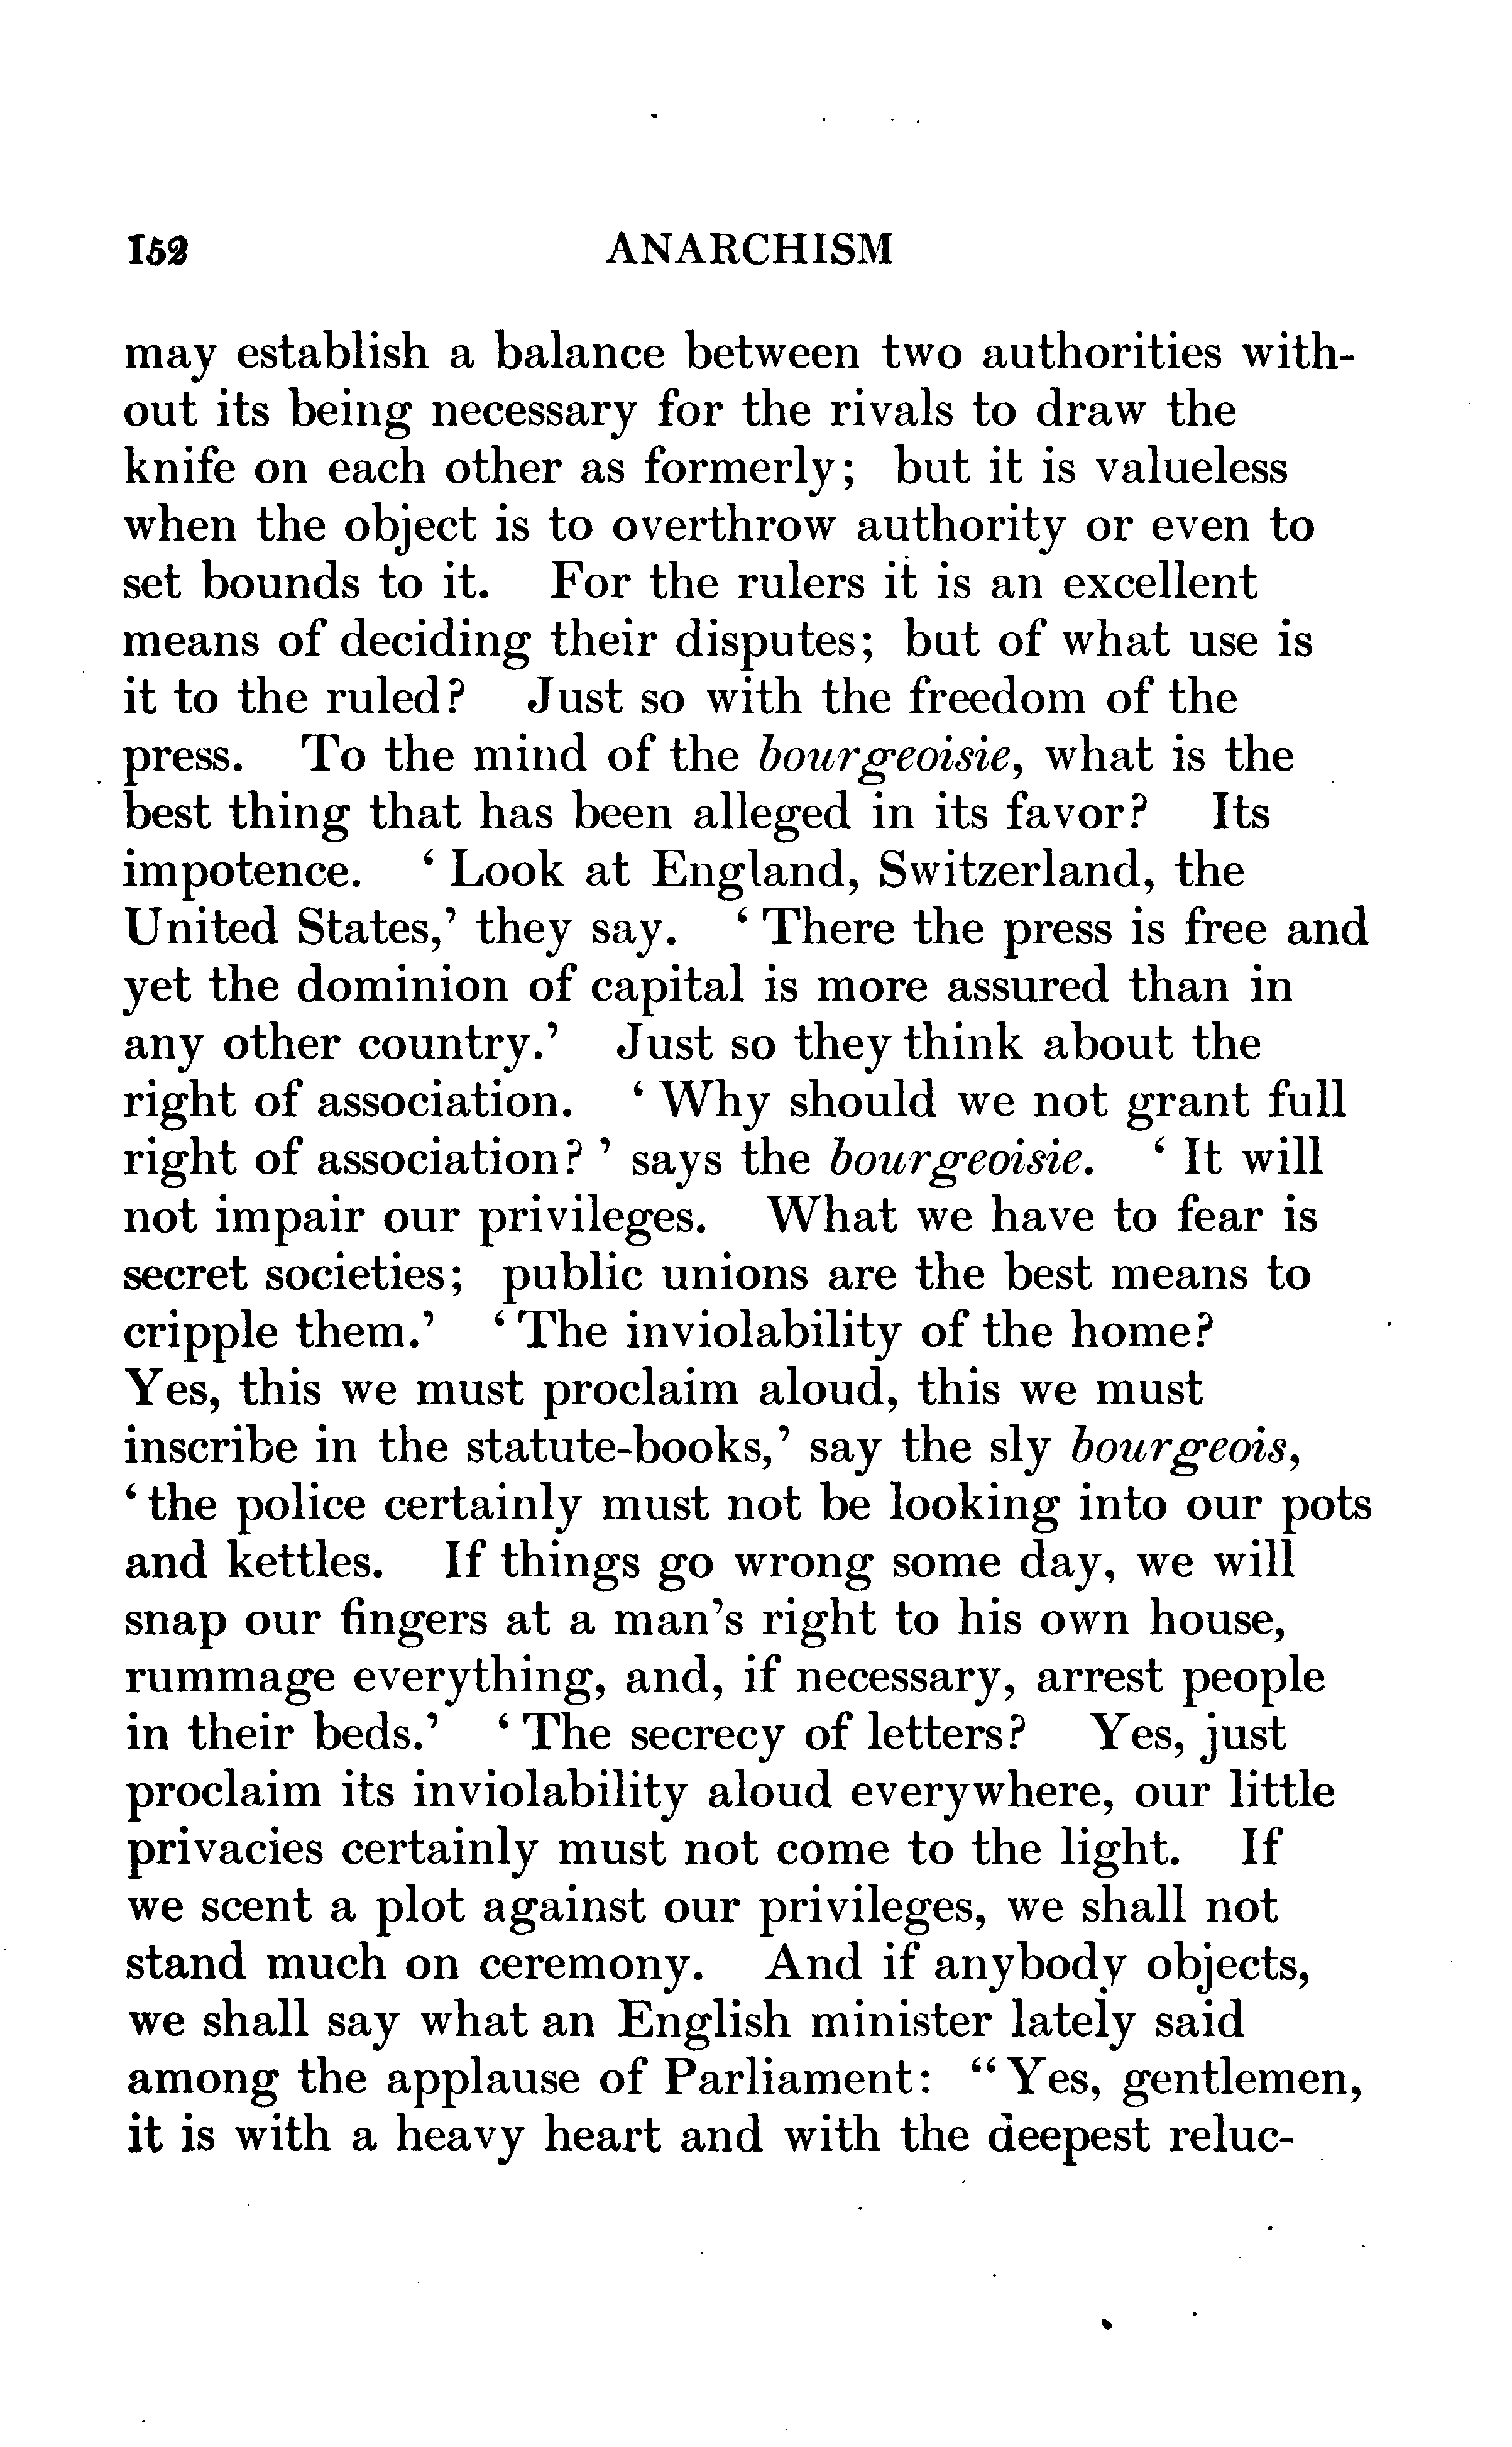 152 ANARCHISM
may establish a balance between two authorities with-
out its being necessary for the rivals to draw the
knife on each other as formerly; but it is valueless
when the object is to overthrow authority or even to
set bounds to it. For the rulers it is an excellent
means of deciding their disputes; but of what use is
it to the ruled? Just so with the freedom of the
press. To the mind of the bourgeoisie, what is the
best thing that has been alleged in its favor? Its
impotence. ‘ Look at England, Switzerland, the
United States,’ they say. ‘ There the press is free and
yet the dominion of capital is more assured than in
any other country.’ Just so they think about the
right of association. ‘ Why should we not grant full
right of association? ’ says the bourgeoisie. ‘ It will
not impair our privileges. What we have to fear is
secret societies; public unions are the best means to
cripple them.’ ‘ The inviolability of the home?
Yes, this we must proclaim aloud, this we must
inscribe in the statute-books,’ say the sly bourgeois,
‘ the police certainly must not be looking into our pots
and kettles. If things go wrong some day, we will
snap our fingers at a man’s right to his own house,
rummage everything, and, if necessary, arrest people
in their beds.’ ‘ The secrecy of letters? Yes, just
proclaim its inviolability aloud everywhere, our little
privacies certainly must not come to the light. If
we scent a plot against our privileges, we shall not
stand much on ceremony. And if anybody objects,
we shall say what an English minister lately said
among the applause of Parliament: “ Yes, gentlemen,
it is with a heavy heart and with the deepest reluc-